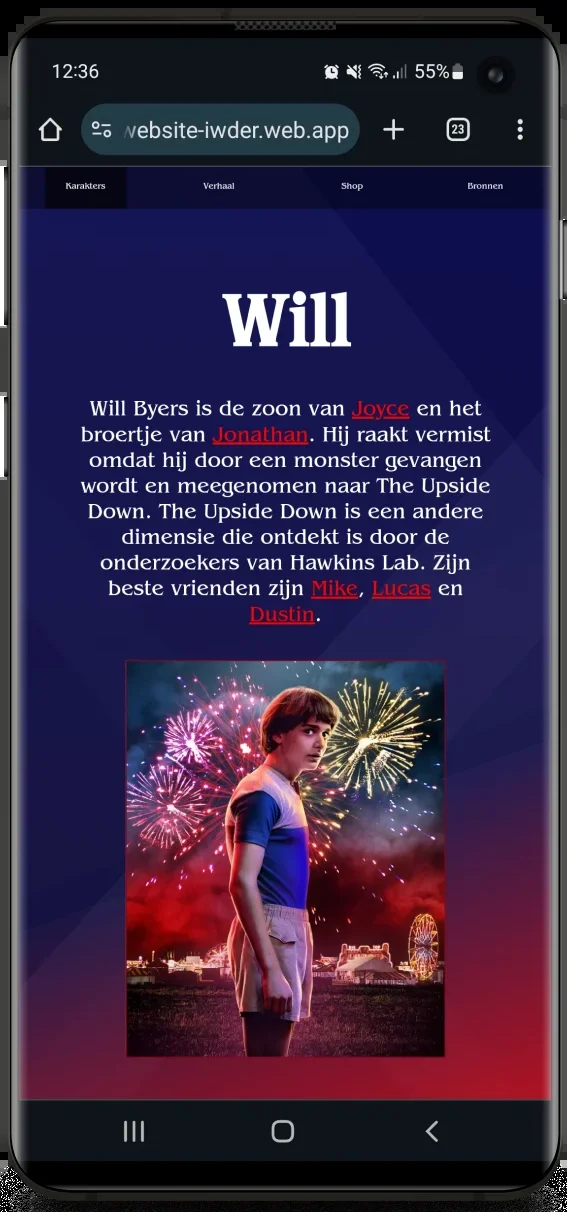 12:36
55%
website-iwder.web.app
23
Karakters
Verhaal
Shop
Bronnen
Will
Will Byers is de zoon van Joyce en het
broertje van Jonathan. Hij raakt vermist
omdat hij door een monster gevangen
wordt en meegenomen naar The Upside
Down. The Upside Down is een andere
dimensie die ontdekt is door de
onderzoekers van Hawkins Lab. Zijn
beste vrienden zijn Mike, Lucas en
Dustin.